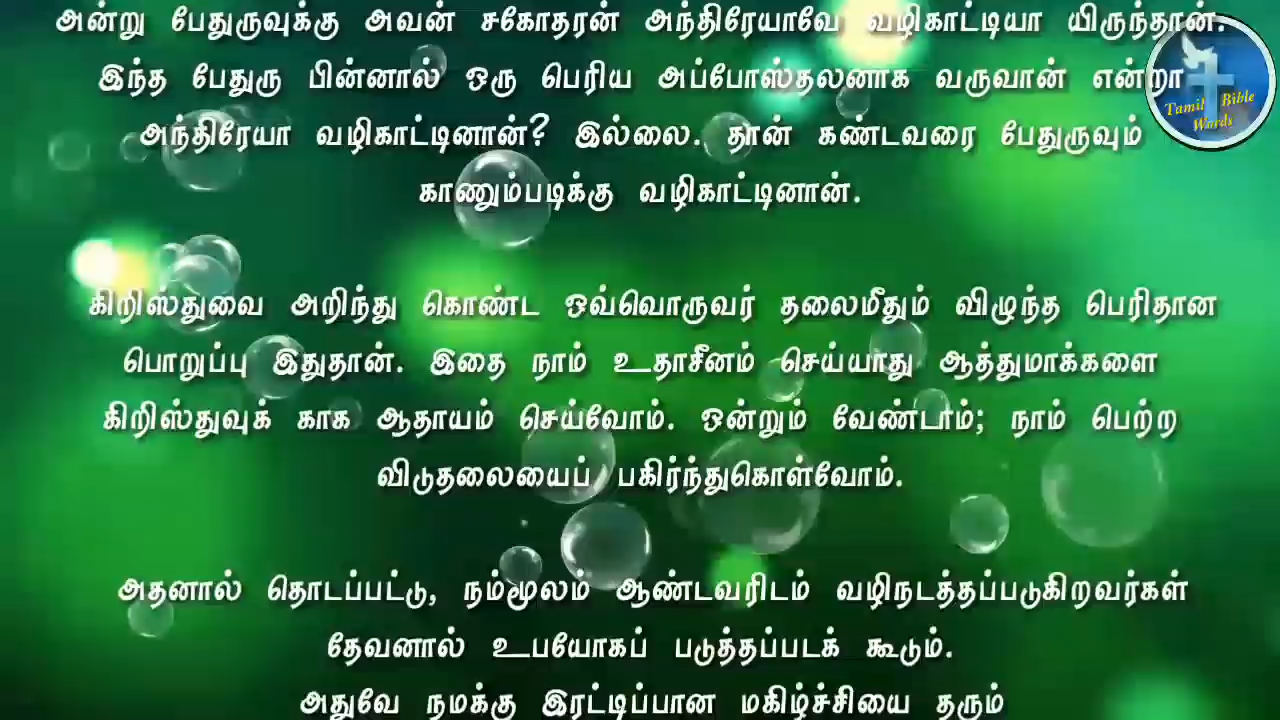 அன்று பேதுருவுக்கு அவன் சகோதரன் அந்திரேயாவே வழிகாட்டியா யிருந்தான்.
இந்த பேதுரு பின்னால் ஒரு பெரிய அப்போஸ்தலனாக வருவான் என்றா
அந்திரேயா வழிகாட்டினான்? இல்லை. தான் கண்டவரை பேதுருவும்
காணும்படிக்கு வழிகாட்டினான்.
கிறிஸ்துவை அறிந்து கொண்ட ஒவ்வொருவர் தலைமீதும் விழுந்த பெரிதான
பொறுப்பு இதுதான். இதை நாம் உதாசீனம் செய்யாது ஆத்துமாக்களை
கிறிஸ்துவுக் காக ஆதாயம் செய்வோம். ஒன்றும் வேண்டாம்; நாம் பெற்ற
விடுதலையைப் பகிர்ந்துகொள்வோம்.
அதனால் தொடப்பட்டு, நம்மூலம் ஆண்டவரிடம் வழிநடத்தப்படுகிறவர்கள்
தேவனால் உபயோகப் படுத்தப்படக் கூடும்.
அதுவே நமக்கு இரட்டிப்பான மகிழ்ச்சியை தரும்
Tamil Bible
Words